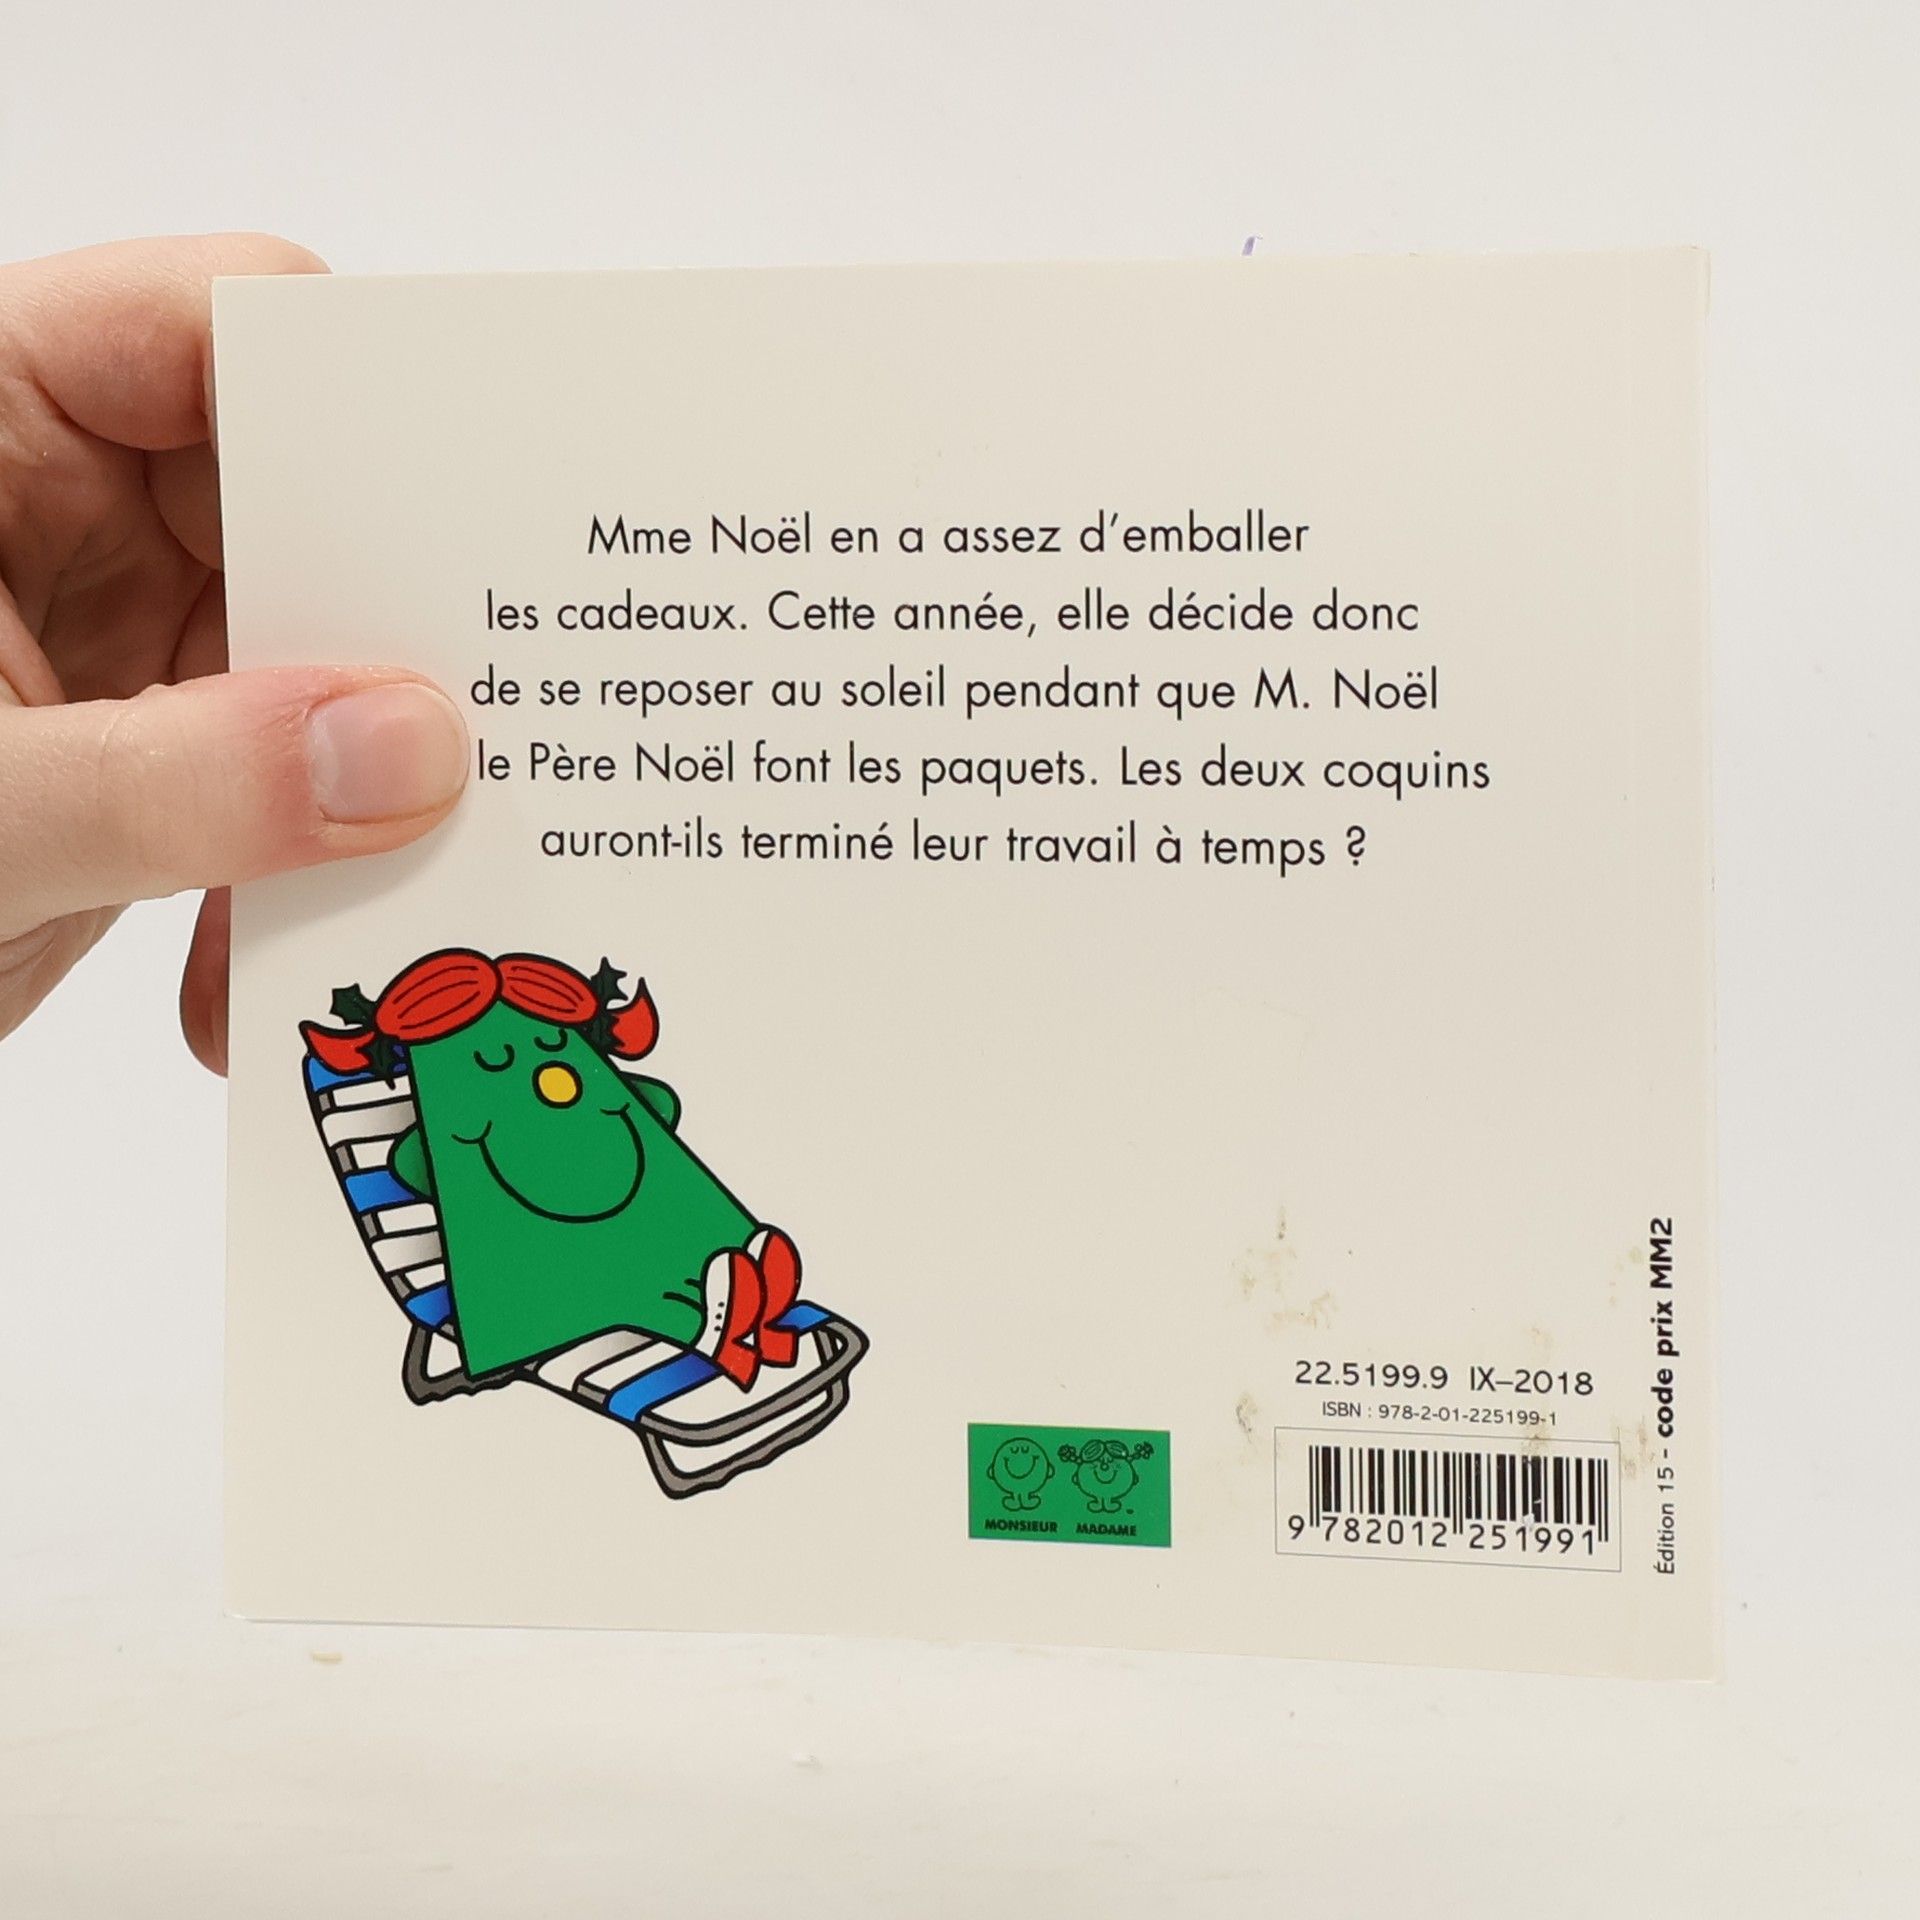 Mme Noël en a assez d'emballer
les cadeaux. Cette année, elle décide donc
de se reposer au soleil pendant que M. Noël
le Père Noël font les paquets. Les deux coquins
auront-ils terminé leur travail à temps ?
22.5199.9 IX–2018
ISBN : 978-2-01-225199-1
9 782012 251991
Édition 15 - code prix MM2
MONSIEUR MADAME